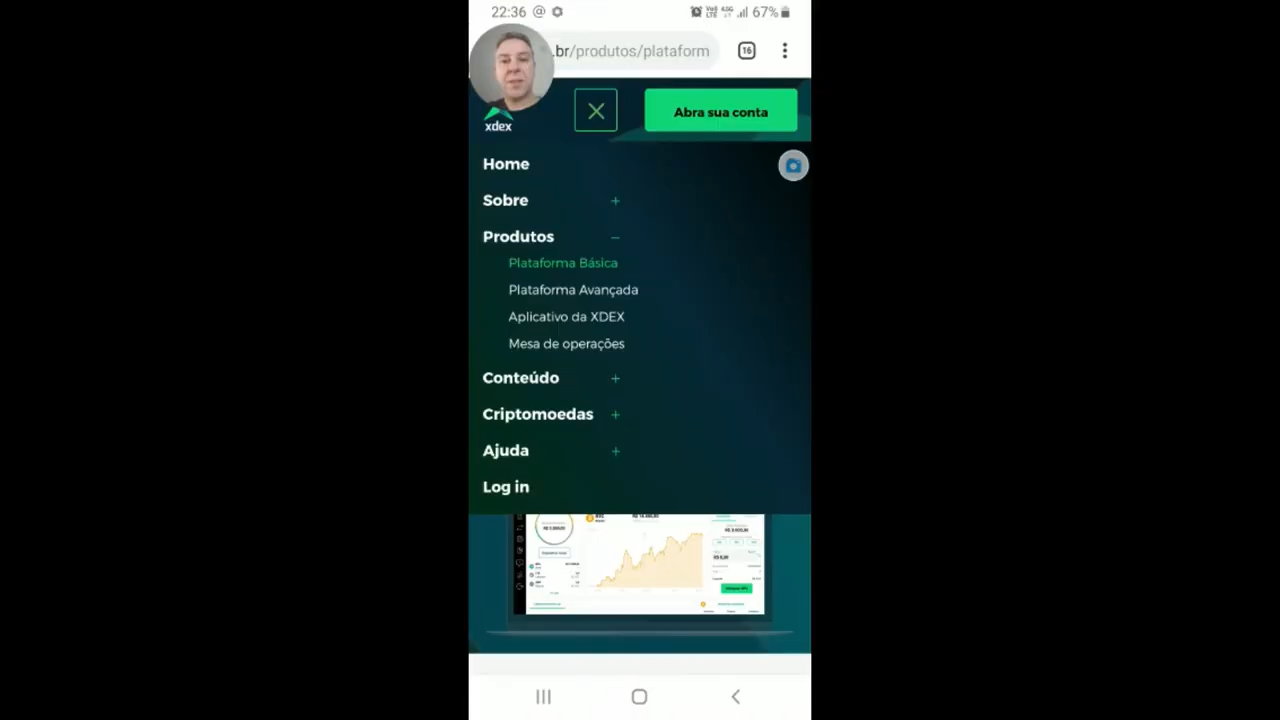 22:36 @ 67%
.br/produtos/plataform 16
xdex
Abra sua conta
Home
Sobre +
Produtos −
Plataforma Básica
Plataforma Avançada
Aplicativo da XDEX
Mesa de operações
Conteúdo +
Criptomoedas +
Ajuda +
Log in